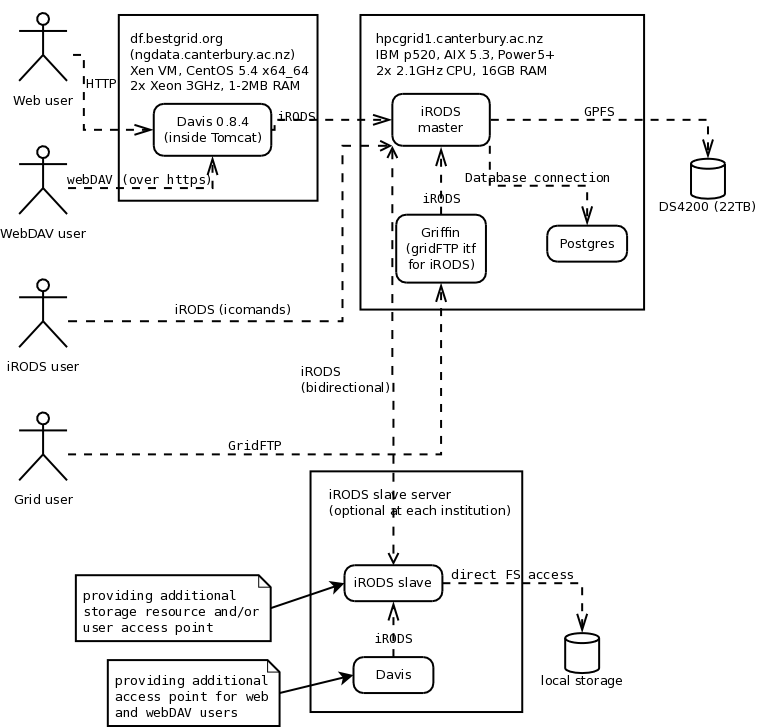 df.bestgrid.org
(ngdata.canterbury.ac.nz)
Xen VM, CentOS 5.4 x64_64
2x Xeon 3GHz, 1-2MB RAM
hpcgrid1.canterbury.ac.nz
IBM p520, AIX 5.3, Power5+
2x 2.1GHz CPU, 16GB RAM
HTTP
Web user
Davis 0.8.4
(inside Tomcat)
iRODS
iRODS
master
GPFS
webDAV (over https)
WebDAV user
Database connection
DS4200 (22TB)
iRODS
Griffin
(gridFTP itf
for iRODS)
Postgres
iRODS (icomands)
iRODS user
iRODS
(bidirectional)
GridFTP
Grid user
iRODS slave server
(optional at each institution)
iRODS slave
direct FS access
providing additional
storage resource and/or
user access point
iRODS
Davis
local storage
providing additional
access point for web
and webDAV users